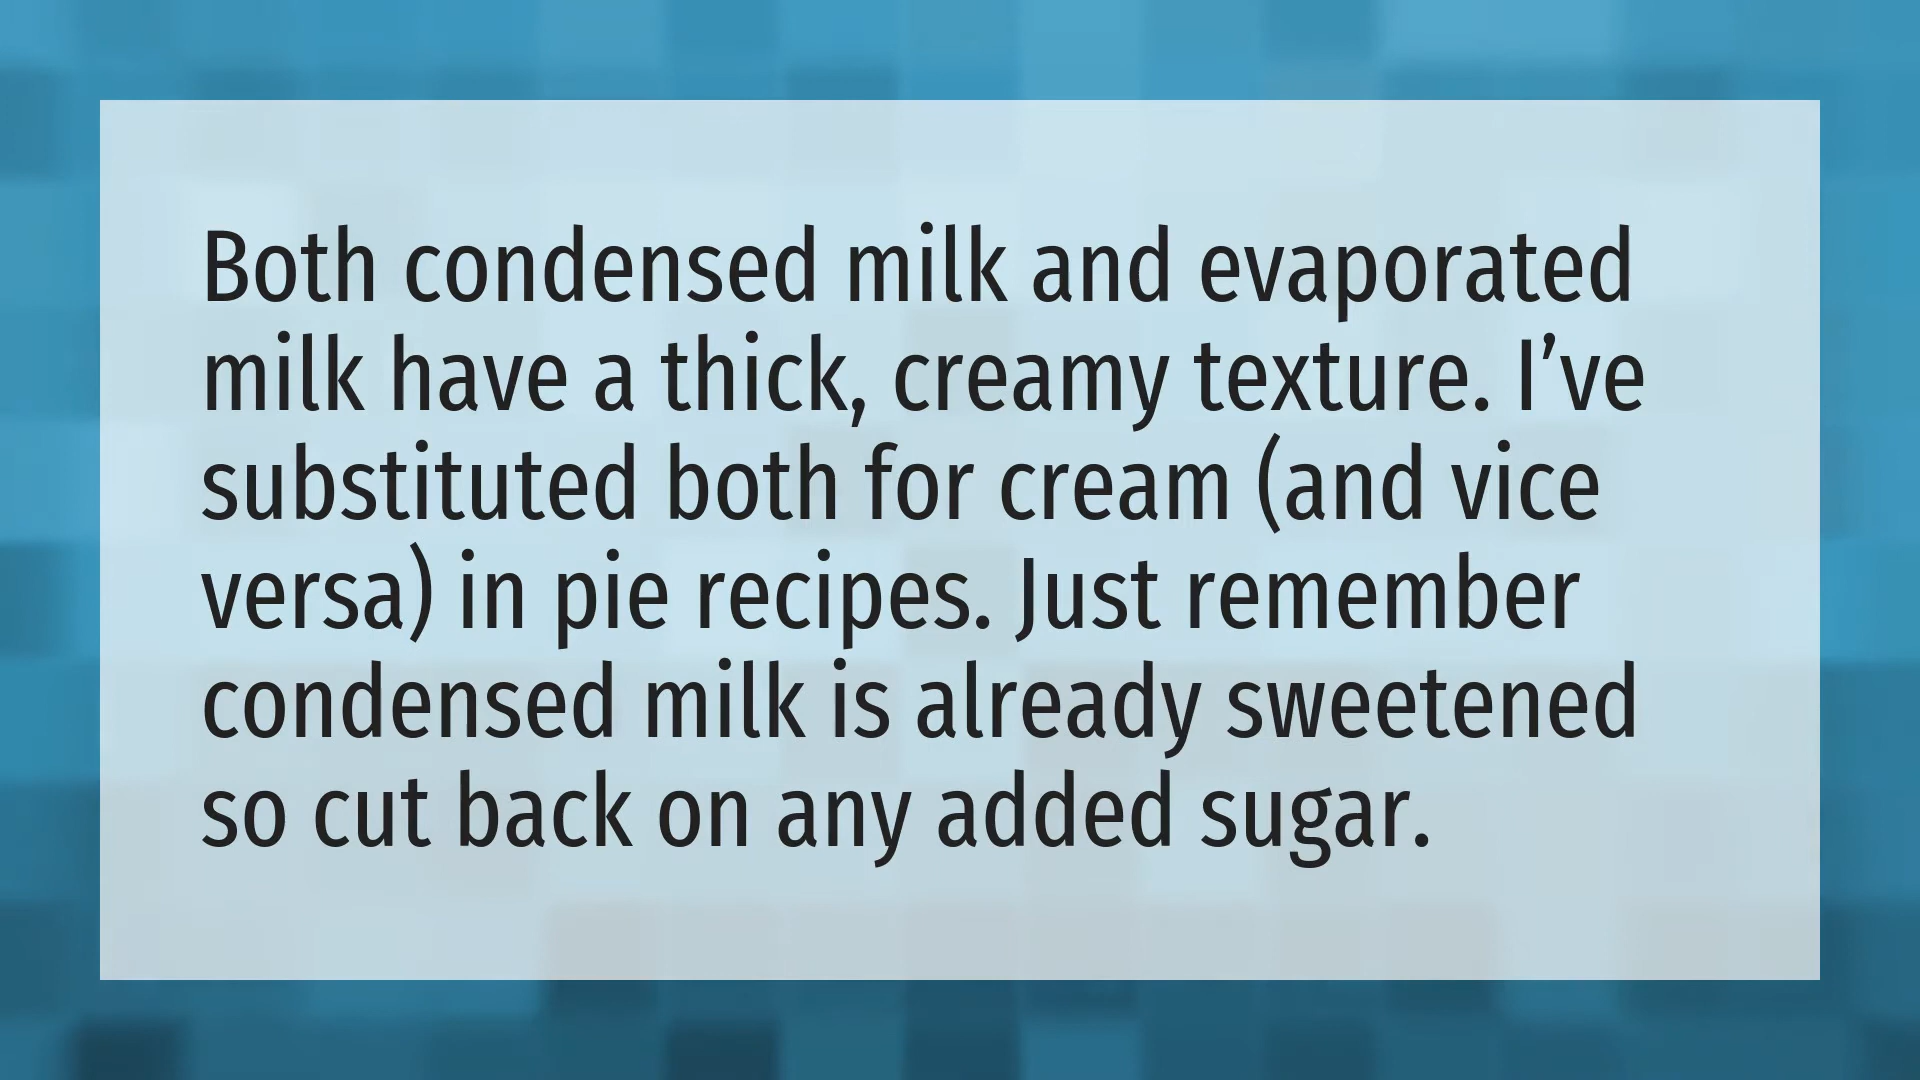 Both condensed milk and evaporated
milk have a thick, creamy texture. I’ve
substituted both for cream (and vice
versa) in pie recipes. Just remember
condensed milk is already sweetened
so cut back on any added sugar.